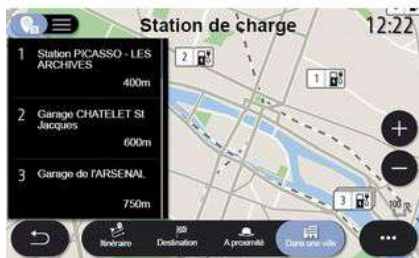 Station de charge
12:22
1 Station PICASSO - LES
ARCHIVES
400m
2 Garage CHATELET St
Jacques
600m
3 Garage de l'ARSENAL
750m
2
1
3
100 m
Itinéraire
Destination
A proximité
Dans une ville